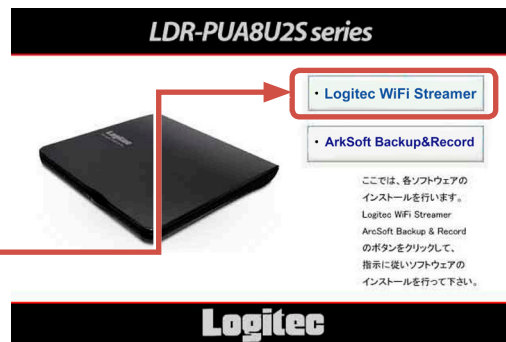 LDR-PUA8U2S series
・Logitec WiFi Streamer
・ArkSoft Backup&Record
Logitec
ここでは、各ソフトウェアの
インストールを行います。
Logitec WiFi Streamer
ArcSoft Backup & Record
のボタンをクリックして、
指示に従いソフトウェアの
インストールを行って下さい。
Logitec